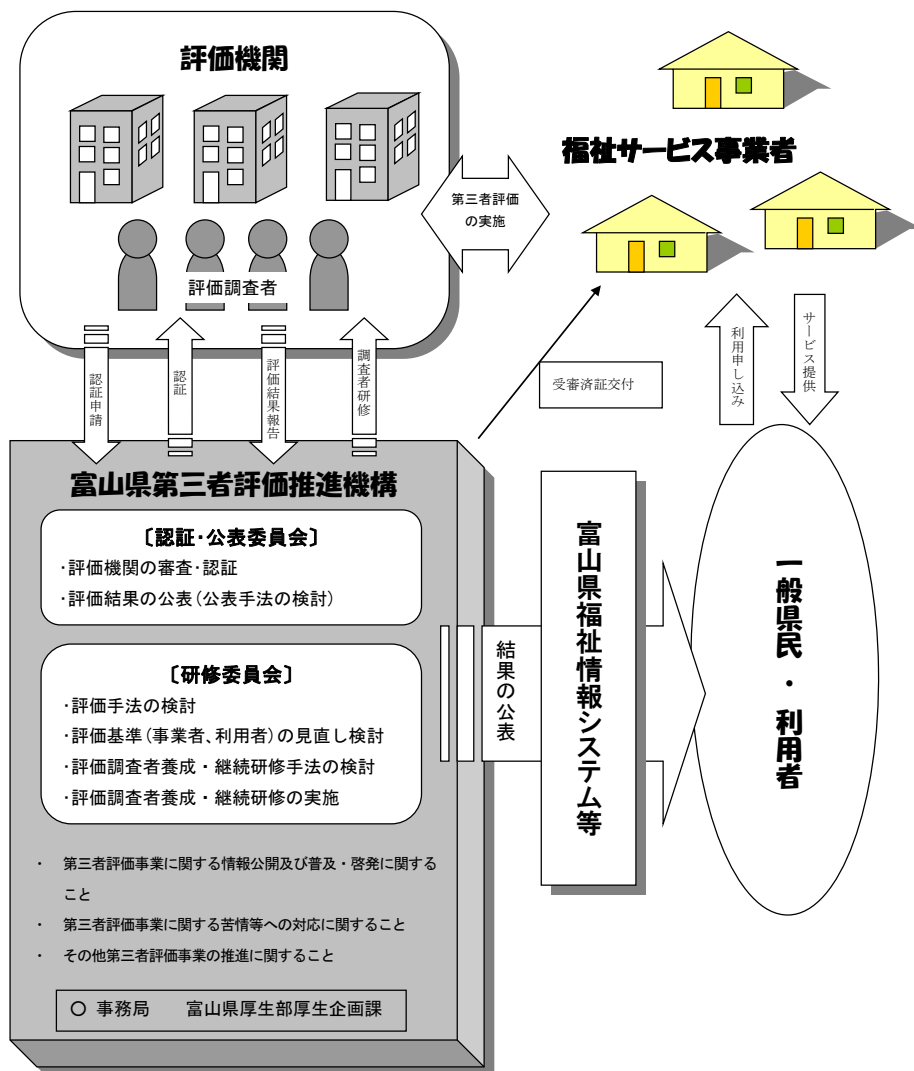 評価機関
福祉サービス事業者
第三者評価
の実施
評価調査者
認証申請
認証
評価結果報告
調査者研修
受審済証交付
利用申し込み
サービス提供
富山県第三者評価推進機構
〔認証・公表委員会〕
・評価機関の審査・認証
・評価結果の公表（公表手法の検討）
〔研修委員会〕
・評価手法の検討
・評価基準（事業者、利用者）の見直し検討
・評価調査者養成・継続研修手法の検討
・評価調査者養成・継続研修の実施
・ 第三者評価事業に関する情報公開及び普及・啓発に関する
こと
・ 第三者評価事業に関する苦情等への対応に関すること
・ その他第三者評価事業の推進に関すること
○ 事務局　富山県厚生部厚生企画課
結果の公表
富山県福祉情報システム等
一般県民・利用者